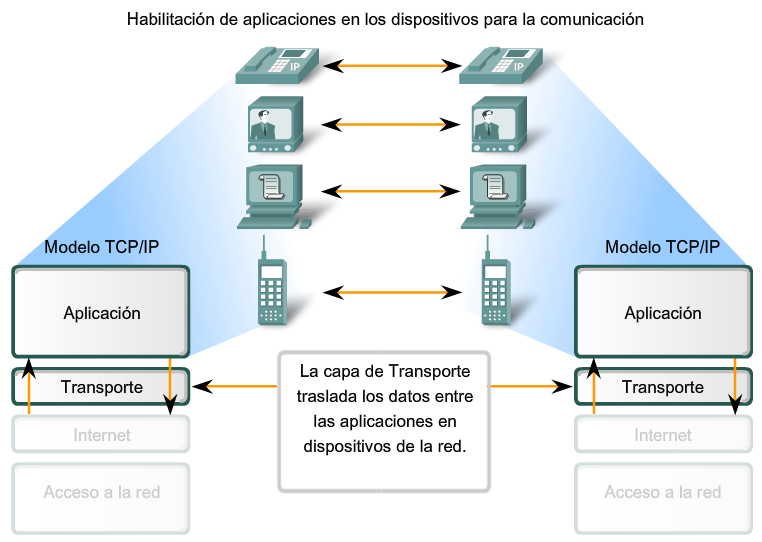 Habilitación de aplicaciones en los dispositivos para la comunicación
IP
IP
Modelo TCP/IP
Modelo TCP/IP
Aplicación
Aplicación
La capa de Transporte
traslada los datos entre
las aplicaciones en
dispositivos de la red.
Transporte
Transporte
Internet
Internet
Acceso a la red
Acceso a la red